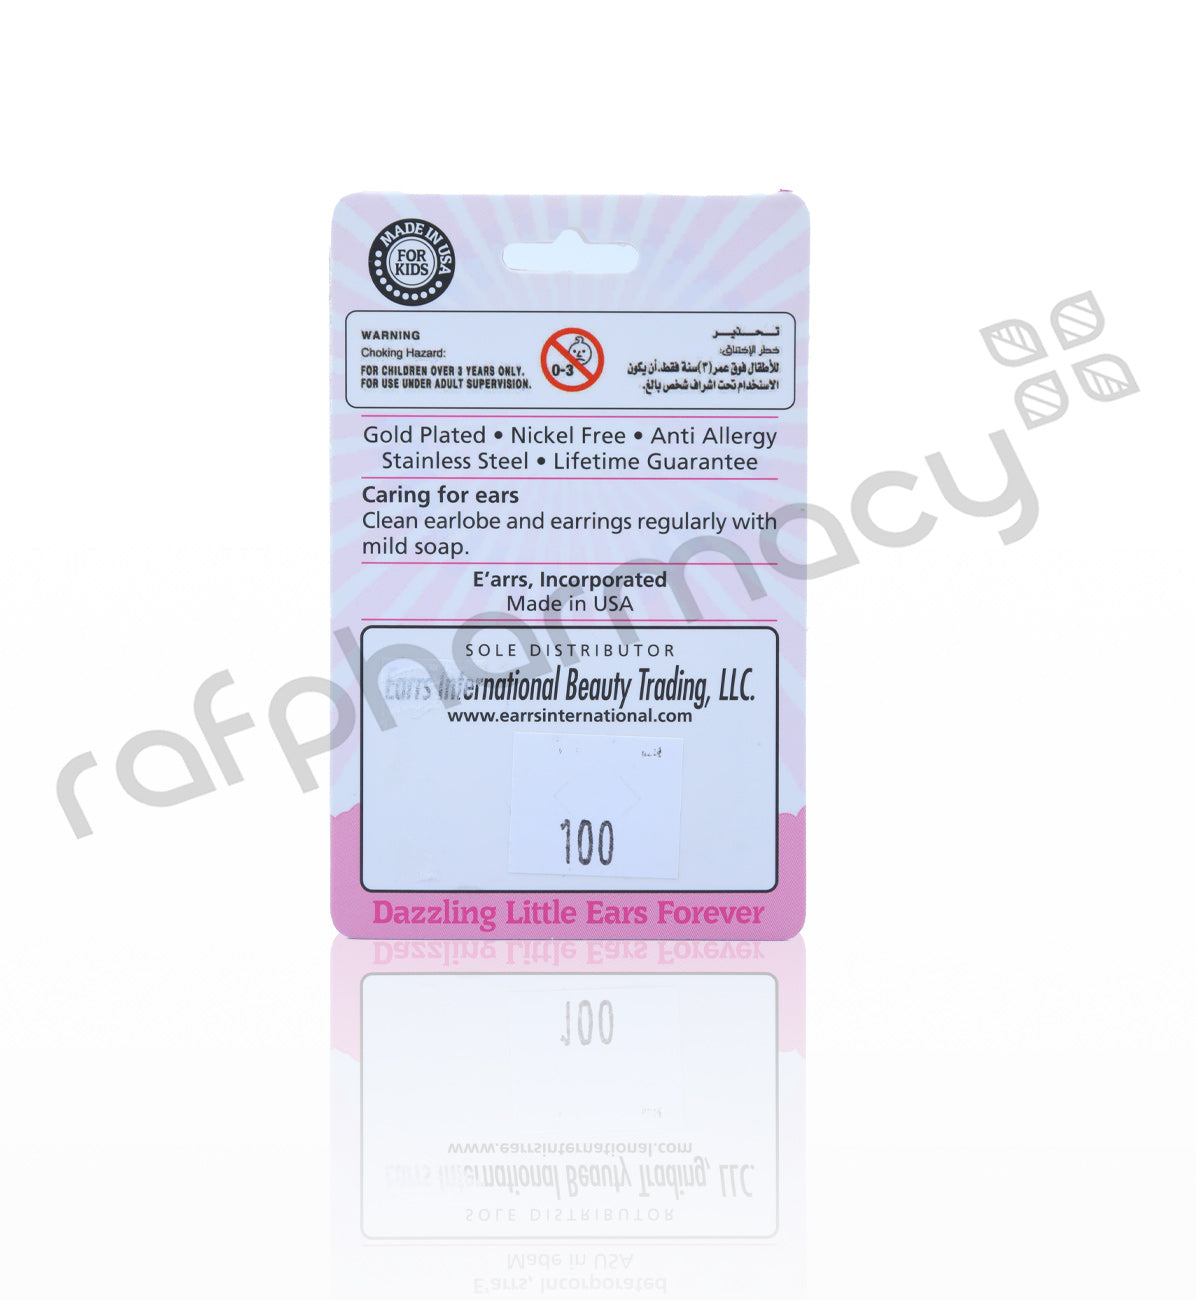 MADE IN USA
FOR
KIDS
WARNING
Choking Hazard:
FOR CHILDREN OVER 3 YEARS ONLY.
FOR USE UNDER ADULT SUPERVISION.
0-3
تحذير
خطر الإختناق:
للأطفال فوق عمر (٣) سنة فقط، أن يكون
الاستخدام تحت اشراف شخص بالغ.
Gold Plated • Nickel Free • Anti Allergy
Stainless Steel • Lifetime Guarantee
Caring for ears
Clean earlobe and earrings regularly with
mild soap.
E'arrs, Incorporated
Made in USA
SOLE DISTRIBUTOR
Earrs International Beauty Trading, LLC.
www.earrsinternational.com
100
Dazzling Little Ears Forever
rafpharmacy